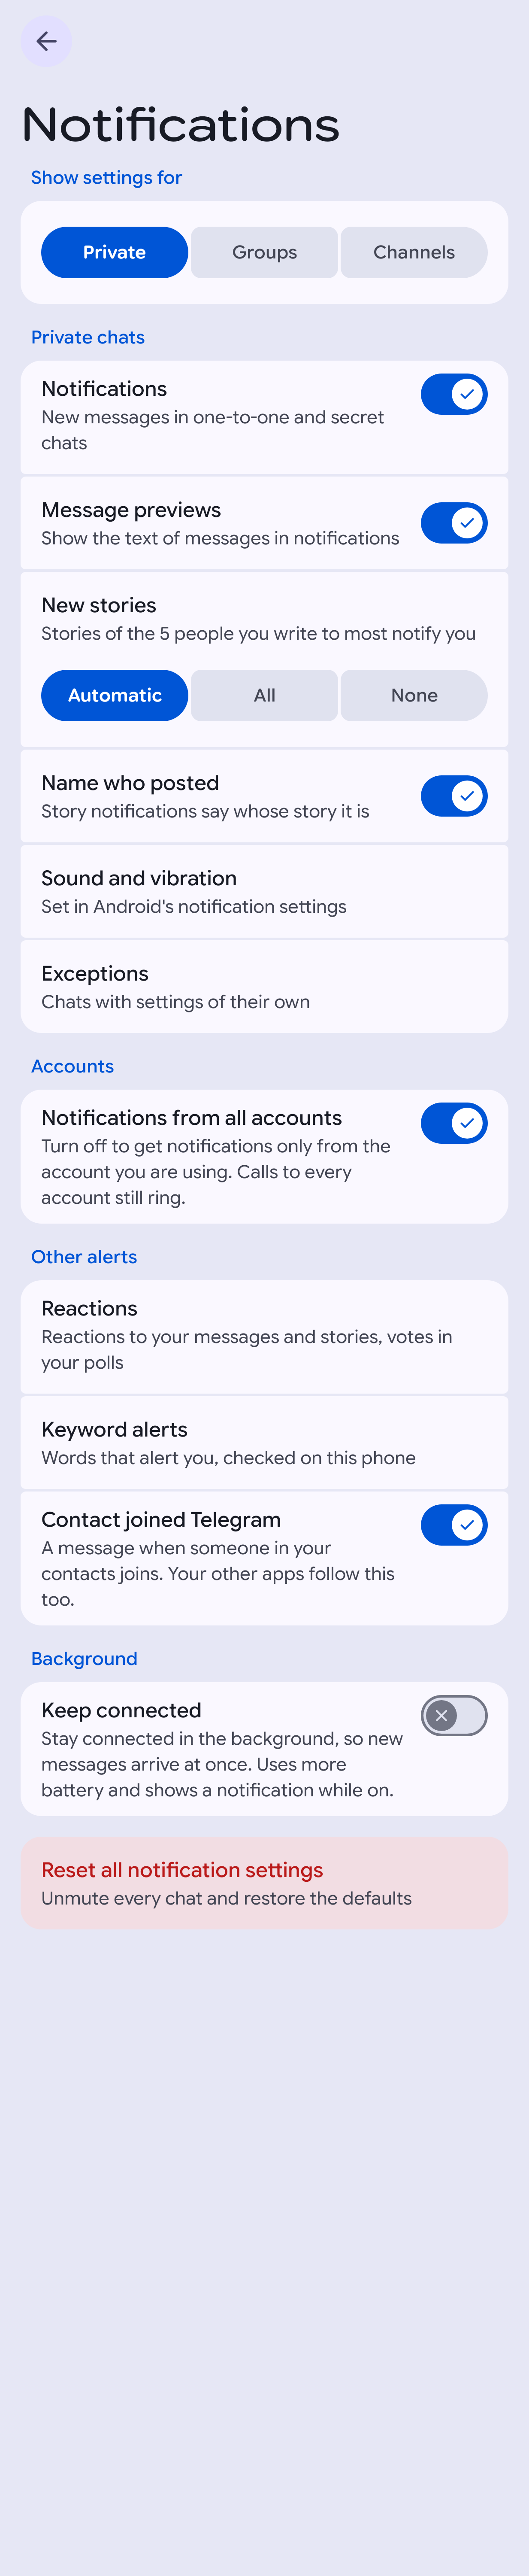 Notifications
Show settings for
Private
Groups
Channels
Private chats
Notifications
New messages in one-to-one and secret
chats
Message previews
Show the text of messages in notifications
New stories
Stories of the 5 people you write to most notify you
Automatic
All
None
Name who posted
Story notifications say whose story it is
Sound and vibration
Set in Android's notification settings
Exceptions
Chats with settings of their own
Accounts
Notifications from all accounts
Turn off to get notifications only from the
account you are using. Calls to every
account still ring.
Other alerts
Reactions
Reactions to your messages and stories, votes in
your polls
Keyword alerts
Words that alert you, checked on this phone
Contact joined Telegram
A message when someone in your
contacts joins. Your other apps follow this
too.
Background
Keep connected
Stay connected in the background, so new
messages arrive at once. Uses more
battery and shows a notification while on.
Reset all notification settings
Unmute every chat and restore the defaults